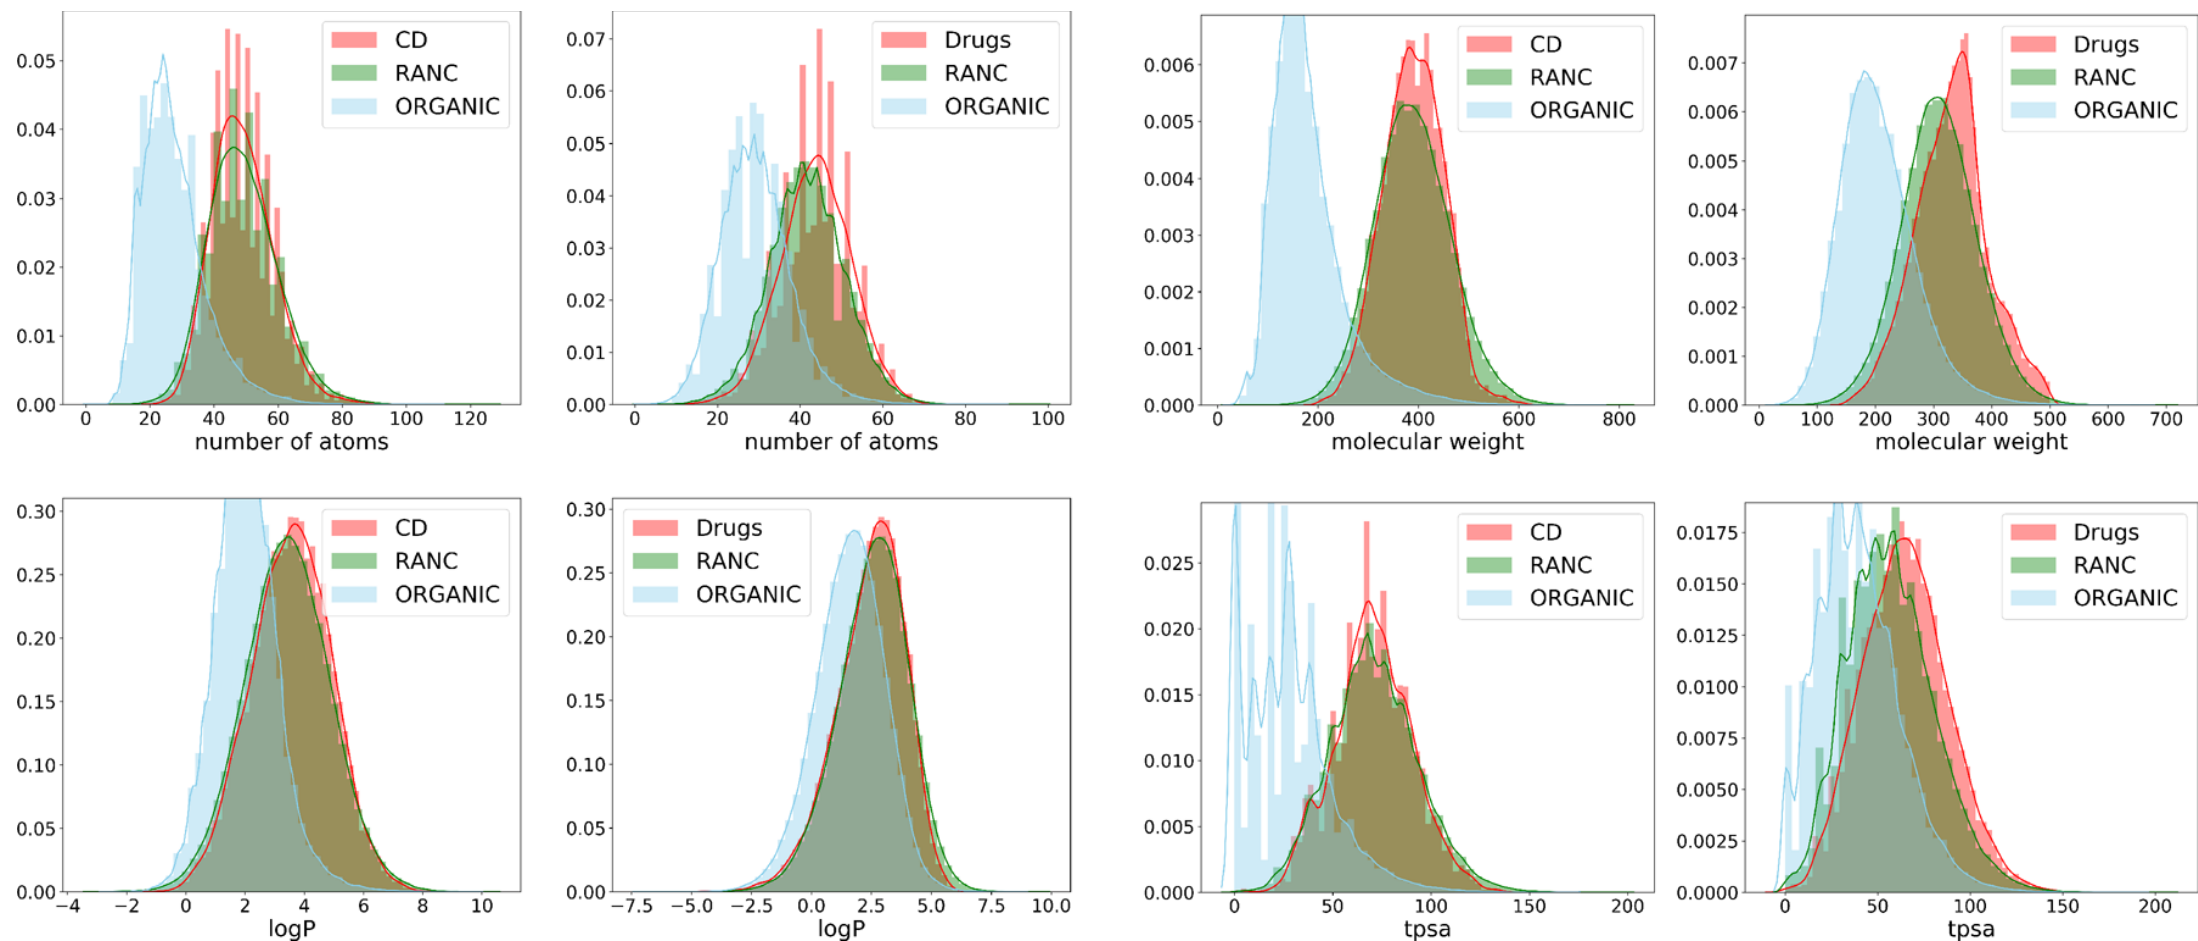 CD
RANC
ORGANIC
0.05
0.04
0.03
0.02
0.01
0.00
0 20 40 60 80 100 120
number of atoms
Drugs
RANC
ORGANIC
0.07
0.06
0.05
0.04
0.03
0.02
0.01
0.00
0 20 40 60 80 100
number of atoms
CD
RANC
ORGANIC
0.006
0.005
0.004
0.003
0.002
0.001
0.000
0 200 400 600 800
molecular weight
Drugs
RANC
ORGANIC
0.007
0.006
0.005
0.004
0.003
0.002
0.001
0.000
0 100 200 300 400 500 600 700
molecular weight
CD
RANC
ORGANIC
0.30
0.25
0.20
0.15
0.10
0.05
0.00
−4 −2 0 2 4 6 8 10
logP
Drugs
RANC
ORGANIC
0.30
0.25
0.20
0.15
0.10
0.05
0.00
−7.5 −5.0 −2.5 0.0 2.5 5.0 7.5 10.0
logP
CD
RANC
ORGANIC
0.025
0.020
0.015
0.010
0.005
0.000
0 50 100 150 200
tpsa
Drugs
RANC
ORGANIC
0.0175
0.0150
0.0125
0.0100
0.0075
0.0050
0.0025
0.0000
0 50 100 150 200
tpsa